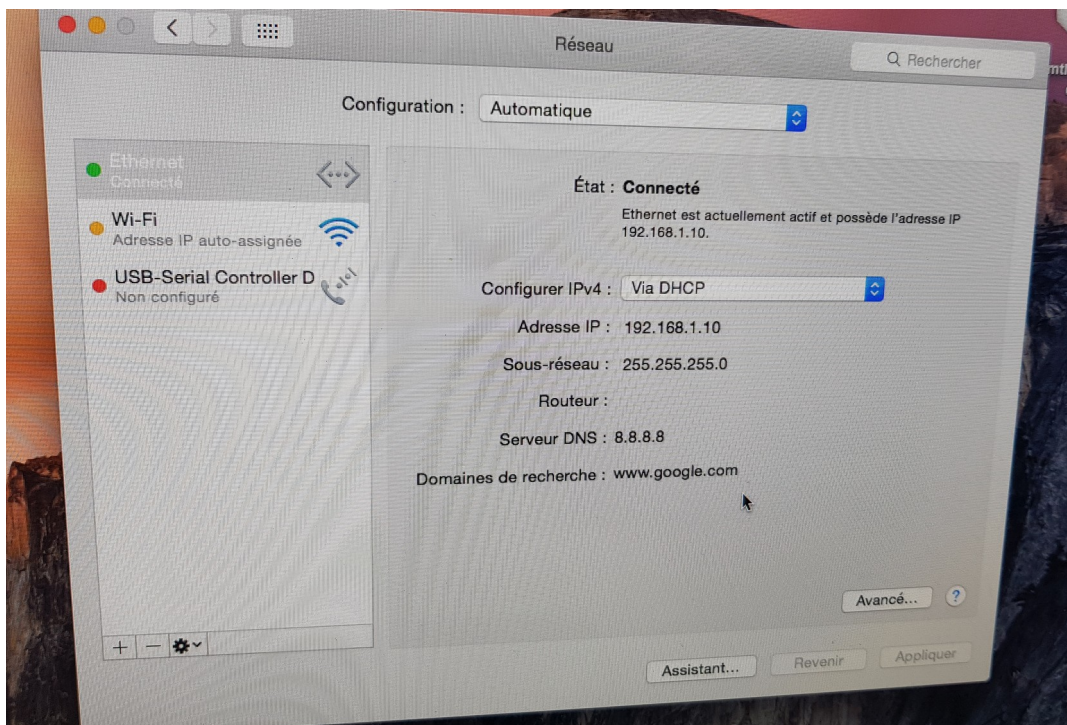 Réseau
Rechercher
Configuration : Automatique
Ethernet
Connecté
Wi-Fi
Adresse IP auto-assignée
USB-Serial Controller D
Non configuré
État : Connecté
Ethernet est actuellement actif et possède l'adresse IP
192.168.1.10.
Configurer IPv4 : Via DHCP
Adresse IP : 192.168.1.10
Sous-réseau : 255.255.255.0
Routeur :
Serveur DNS : 8.8.8.8
Domaines de recherche : www.google.com
Avancé... ?
Assistant... Revenir Appliquer